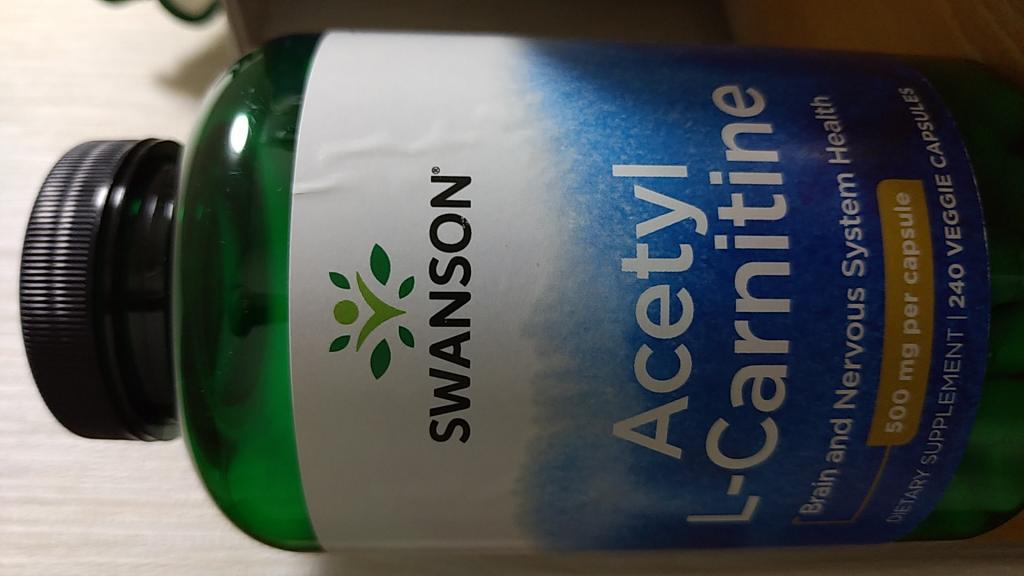 SWANSON®
Acetyl
L-Carnitine
Brain and Nervous System Health
500 mg per capsule
DIETARY SUPPLEMENT | 240 VEGGIE CAPSULES